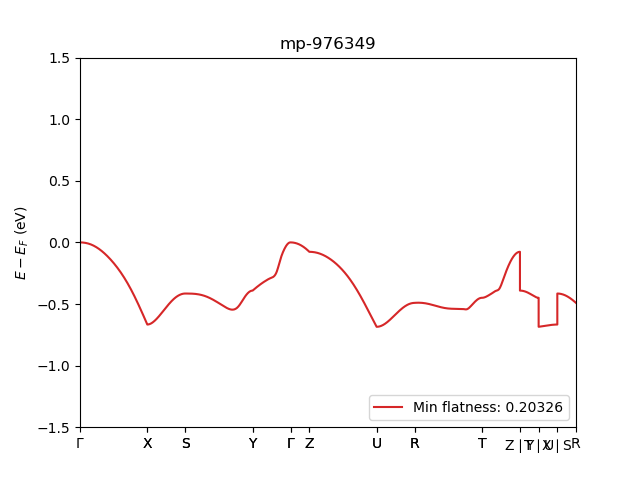 mp-976349
E − E_F (eV)
1.5
1.0
0.5
0.0
−0.5
−1.0
−1.5
Min flatness: 0.20326
Γ X S Y Γ Z U R T Z|T Y|X U|S R